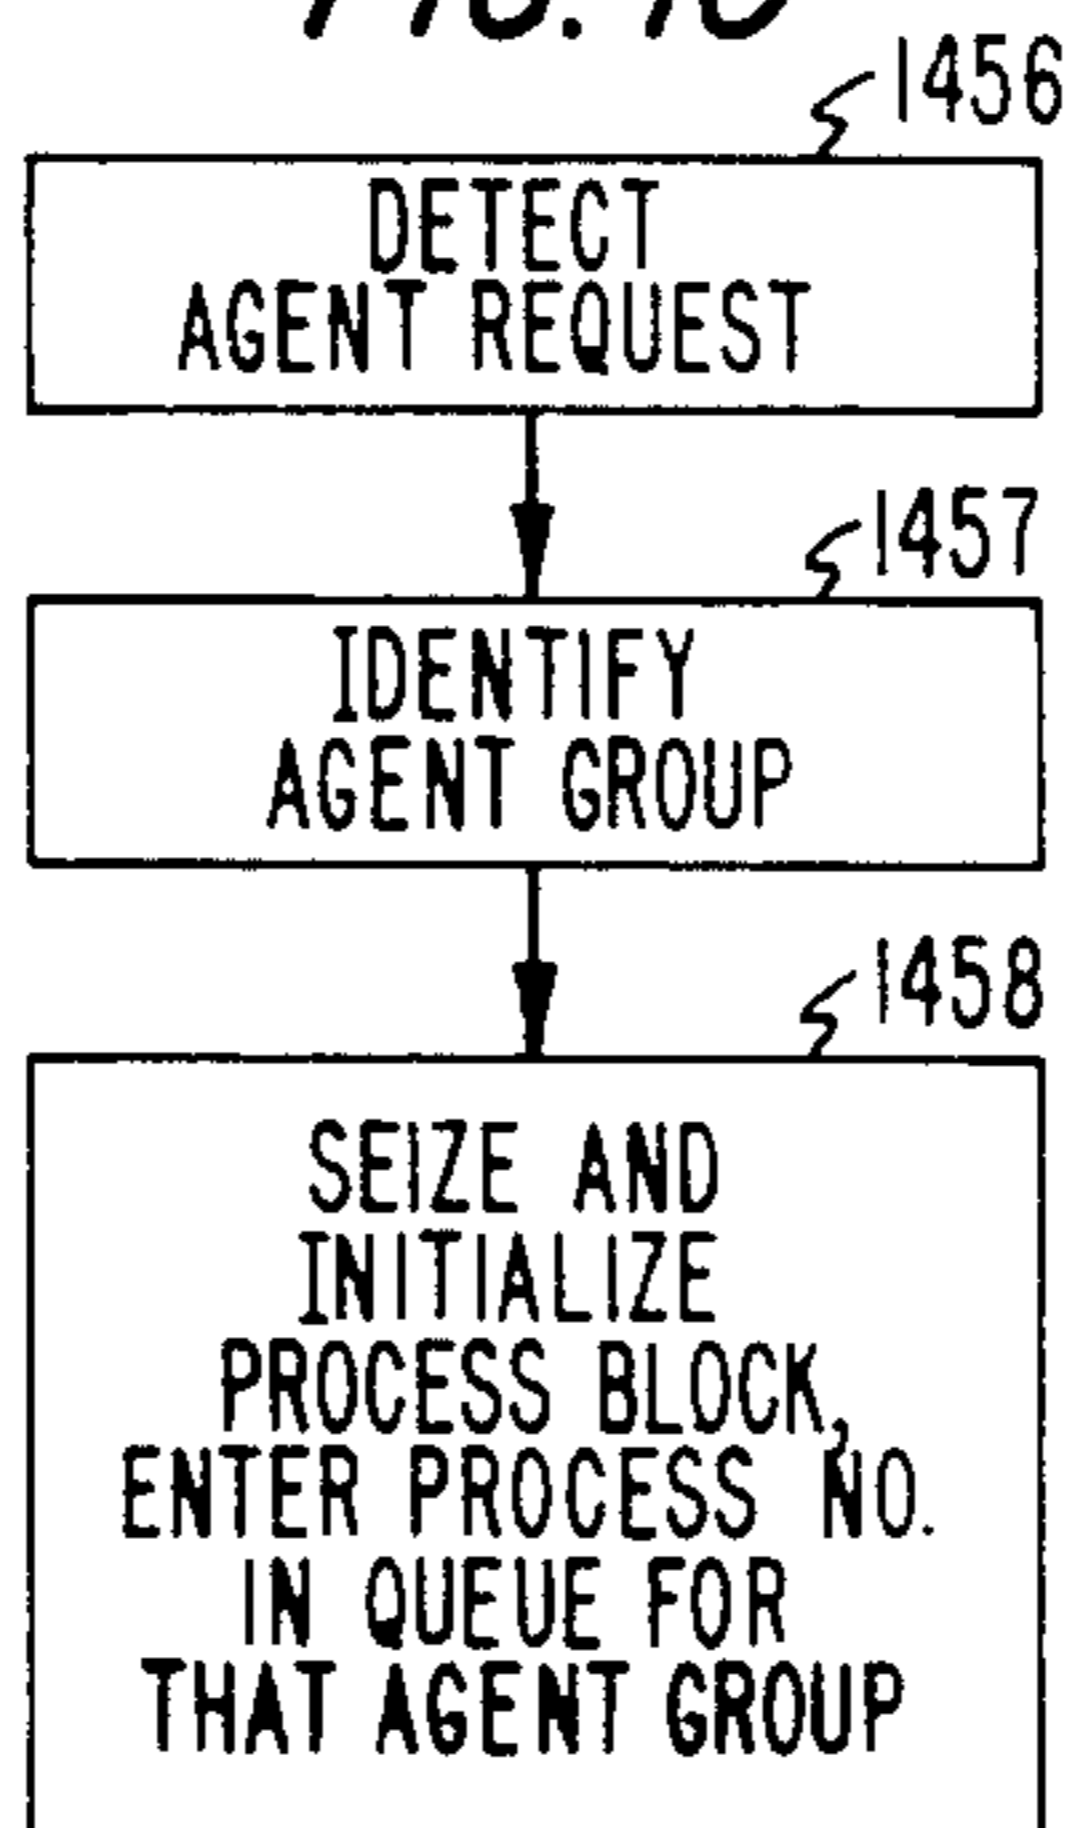 1456
DETECT
AGENT REQUEST
1457
IDENTIFY
AGENT GROUP
1458
SEIZE AND
INITIALIZE
PROCESS BLOCK,
ENTER PROCESS NO.
IN QUEUE FOR
THAT AGENT GROUP